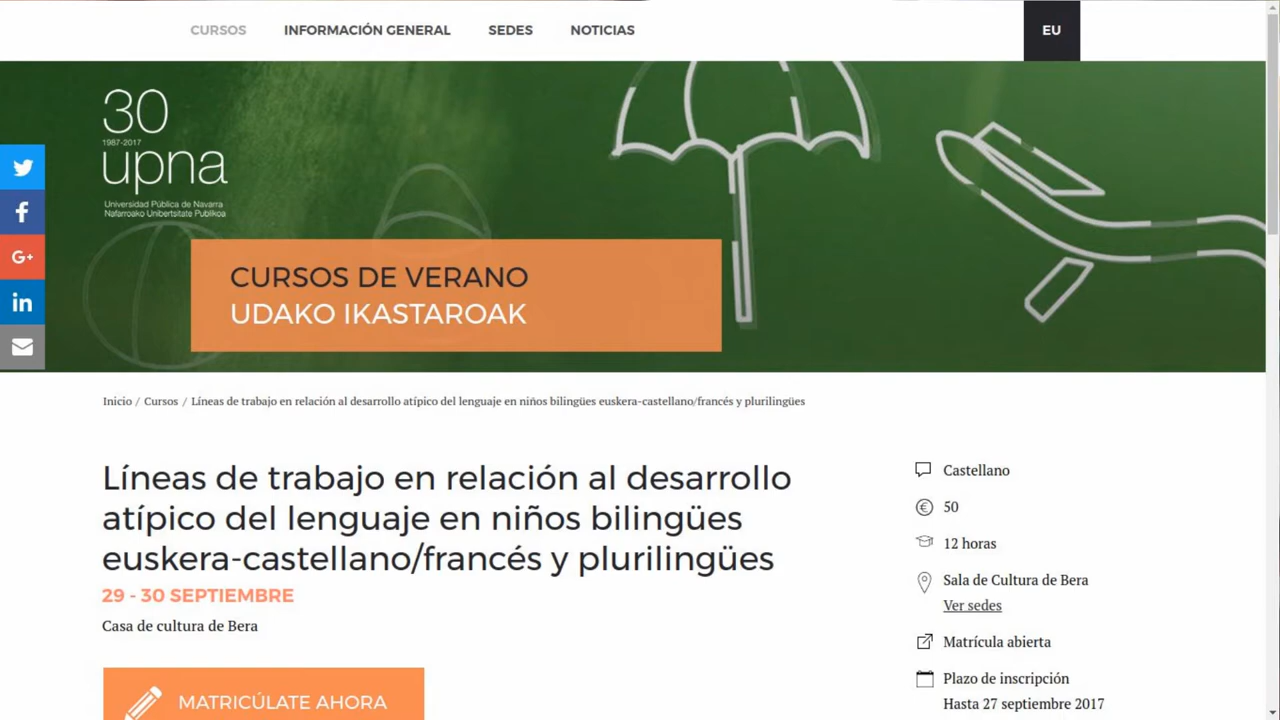 CURSOS
INFORMACIÓN GENERAL
SEDES
NOTICIAS
EU
30
1987-2017
upna
Universidad Pública de Navarra
Nafarroako Unibertsitate Publikoa
CURSOS DE VERANO
UDAKO IKASTAROAK
Inicio / Cursos / Líneas de trabajo en relación al desarrollo atípico del lenguaje en niños bilingües euskera-castellano/francés y plurilingües
Líneas de trabajo en relación al desarrollo
atípico del lenguaje en niños bilingües
euskera-castellano/francés y plurilingües
29 - 30 SEPTIEMBRE
Casa de cultura de Bera
MATRICÚLATE AHORA
Castellano
50
12 horas
Sala de Cultura de Bera
Ver sedes
Matrícula abierta
Plazo de inscripción
Hasta 27 septiembre 2017